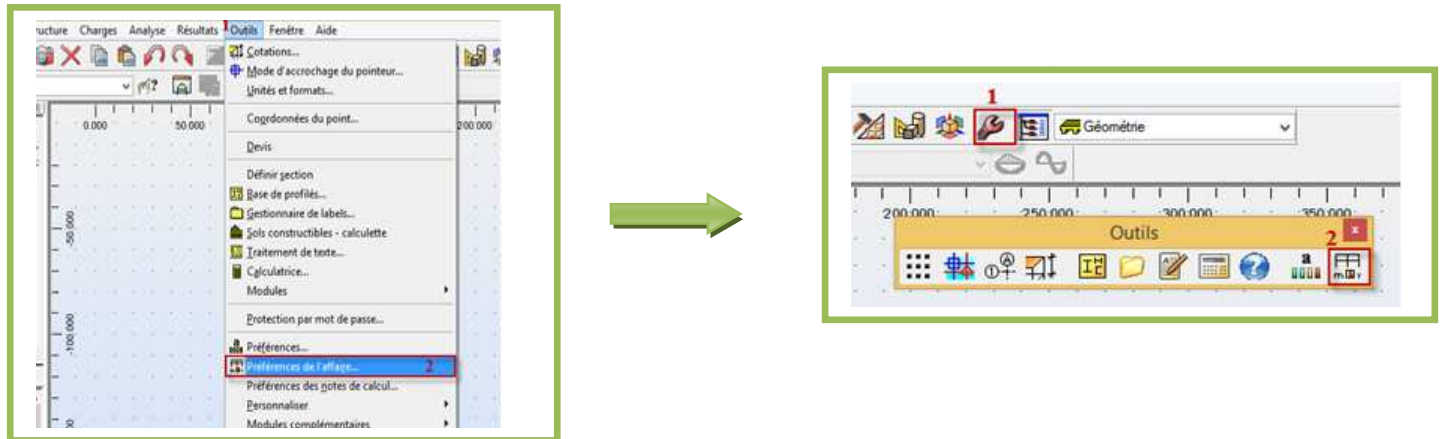 ructure Charges Analyse Résultats Outils Fenêtre Aide
1
Cotations...
Mode d'accrochage du pointeur...
Unités et formats...
Coordonnées du point...
Devis
Définir section
Base de profilés...
Gestionnaire de labels...
Sols constructibles - calculette
Traitement de texte...
Calculatrice...
Modules
Protection par mot de passe...
Préférences...
Préférences de l'affage... 2
Préférences des notes de calcul...
Personnaliser
Modules complémentaires
0.000 50.000 200.000
-50.000
-100.000
1
Géométrie
200.000 250.000 300.000 350.000
Outils
2